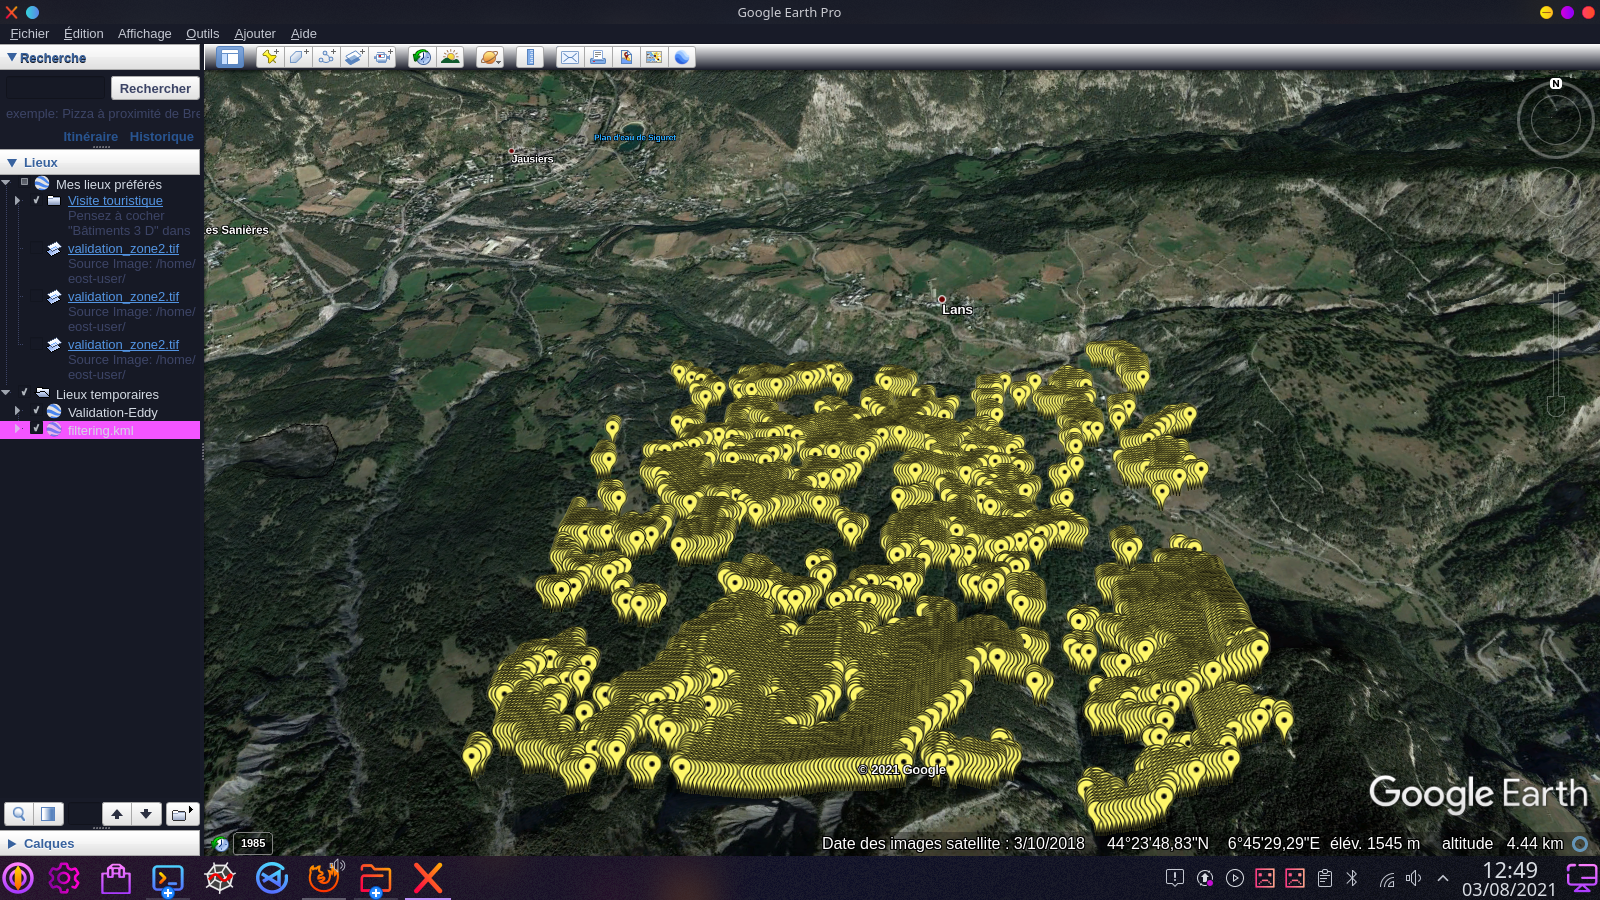 Google Earth Pro
Fichier Édition Affichage Outils Ajouter Aide
Recherche
Rechercher
exemple: Pizza à proximité de Bre
Itinéraire Historique
Lieux
Mes lieux préférés
Visite touristique
Pensez à cocher
"Bâtiments 3 D" dans
validation_zone2.tif
Source Image: /home/
eost-user/
validation_zone2.tif
Source Image: /home/
eost-user/
validation_zone2.tif
Source Image: /home/
eost-user/
Lieux temporaires
Validation-Eddy
filtering.kml
Calques
N
Plan d'eau de Siguret
Jausiers
Les Sanières
Lans
© 2021 Google
Google Earth
1985
Date des images satellite : 3/10/2018 44°23'48,83"N 6°45'29,29"E élév. 1545 m altitude 4.44 km
12:49
03/08/2021